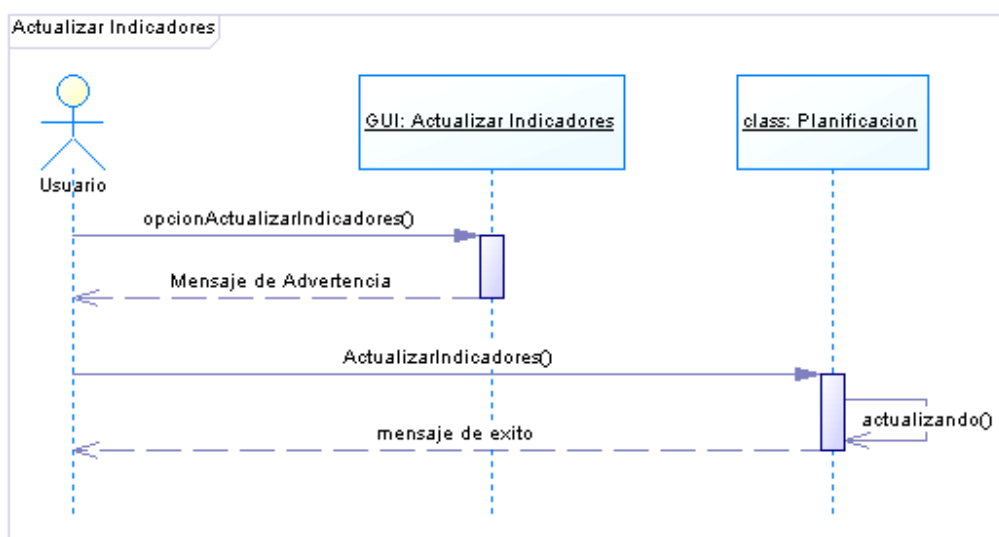 Actualizar Indicadores
GUI: Actualizar Indicadores
class: Planificacion
Usuario
opcionActualizarIndicadores()
Mensaje de Advertencia
ActualizarIndicadores()
actualizando()
mensaje de exito